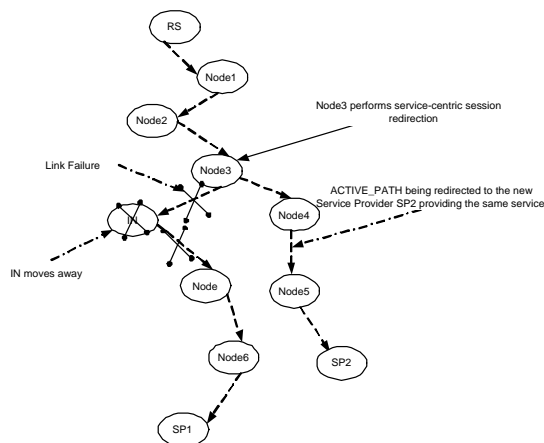 RS
Node1
Node2
Node3 performs service-centric session
redirection
Link Failure
Node3
ACTIVE_PATH being redirected to the new
Service Provider SP2 providing the same service
Node4
IN
IN moves away
Node
Node5
Node6
SP2
SP1